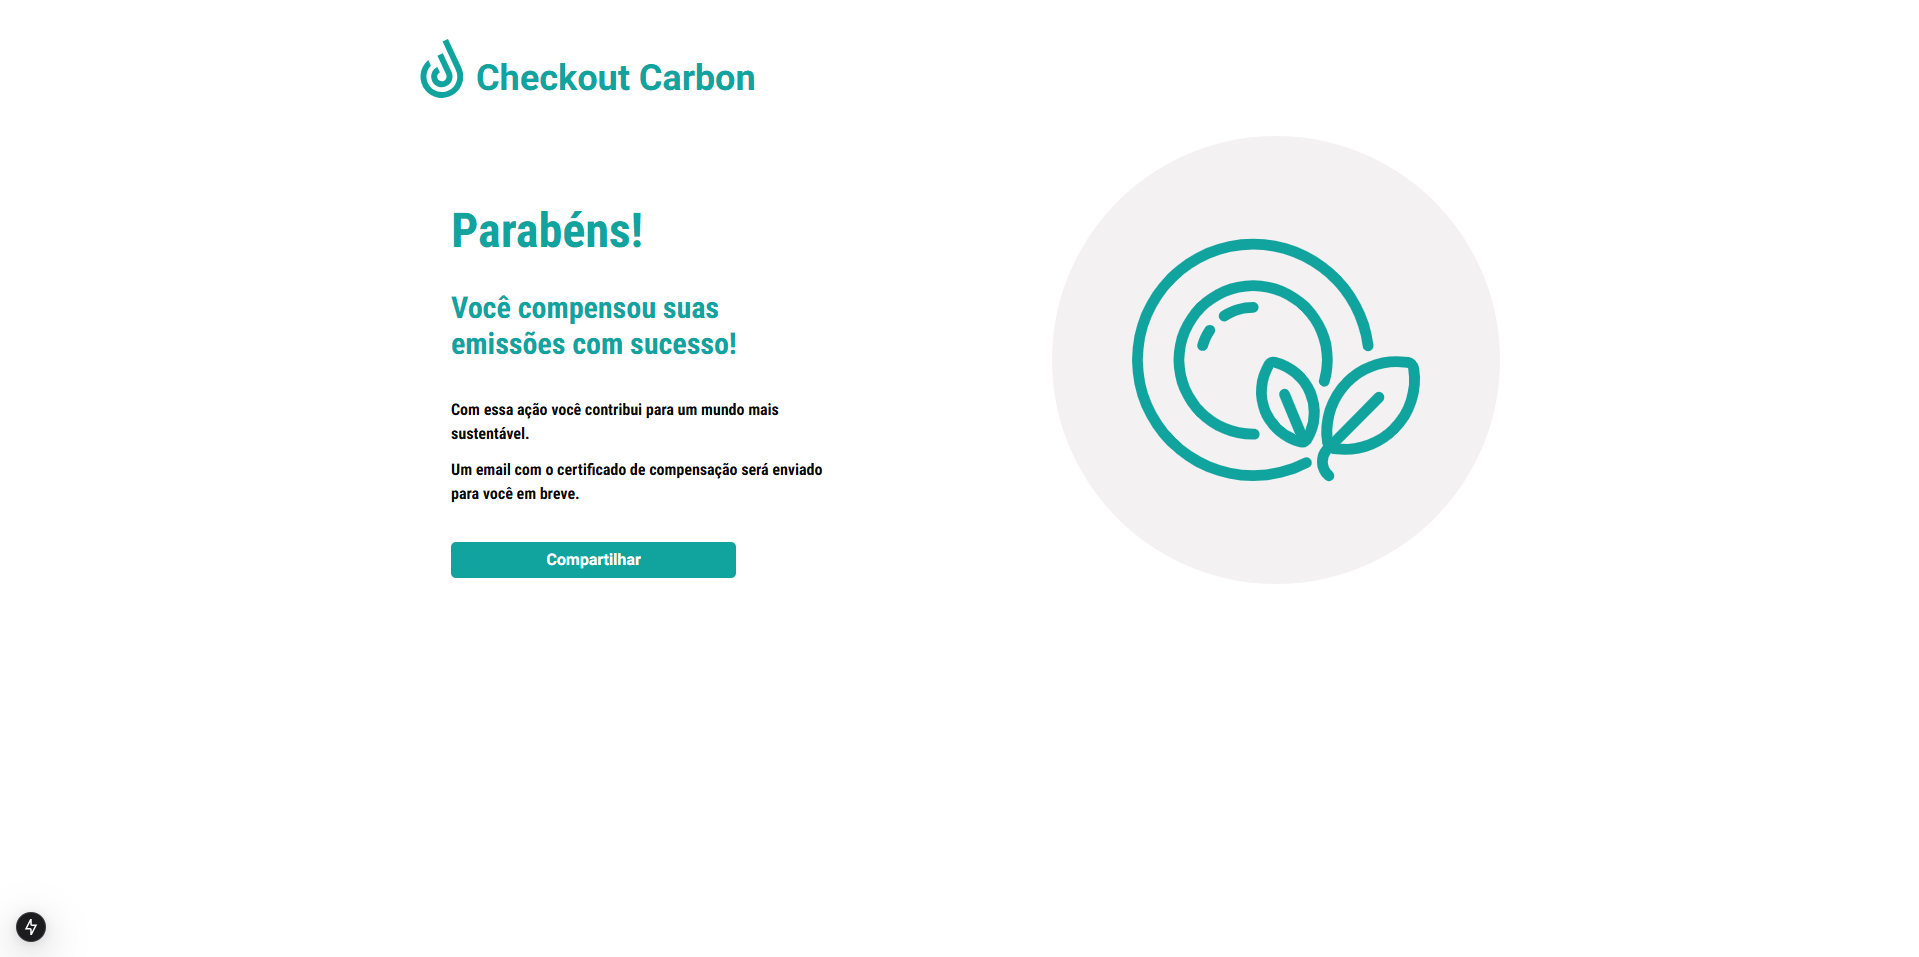 Checkout Carbon
Parabéns!
Você compensou suas
emissões com sucesso!
Com essa ação você contribui para um mundo mais
sustentável.
Um email com o certificado de compensação será enviado
para você em breve.
Compartilhar